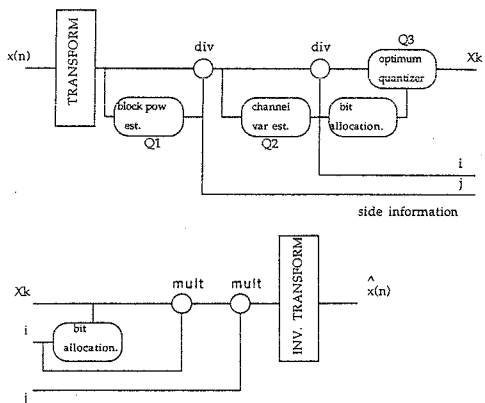 x(n)
TRANSFORM
div
div
Q3
optimum
quantizer
Xk
block pow
est.
Q1
channel
var est.
Q2
bit
allocation.
i
j
side information
Xk
i
j
bit
allocation.
mult
mult
INV. TRANSFORM
^
x(n)